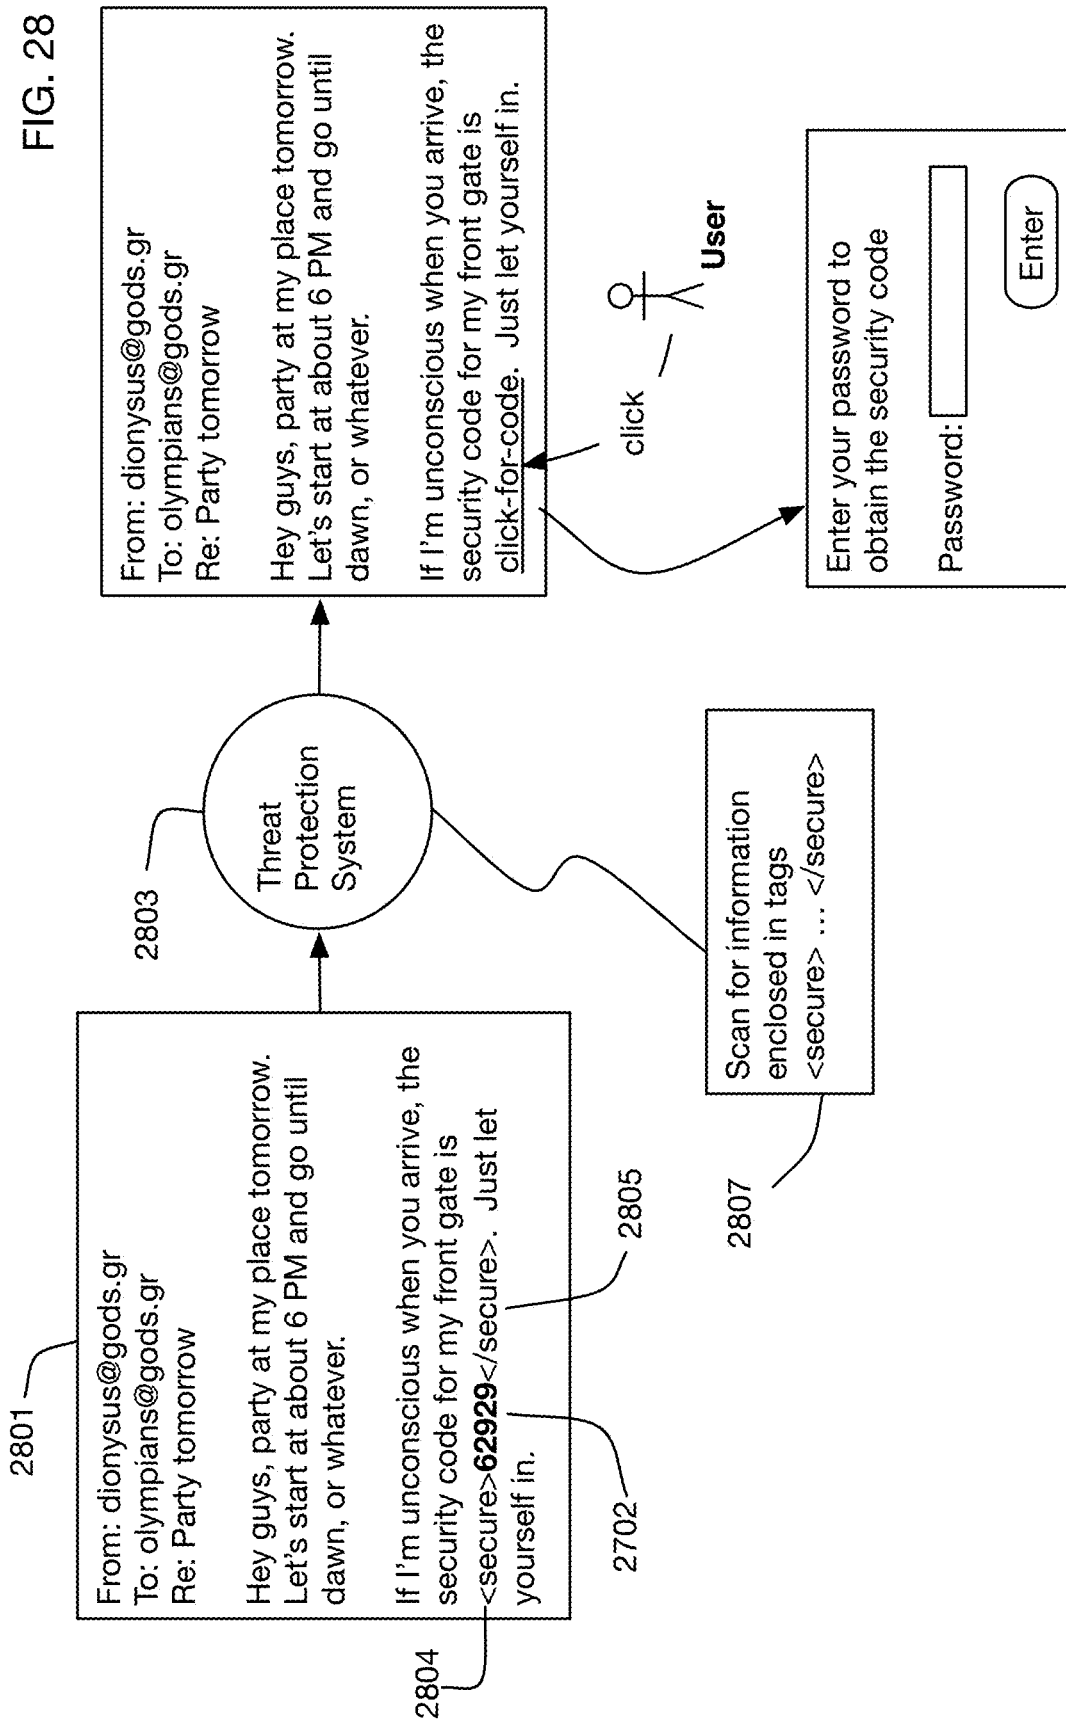 FIG. 28
2801
From: dionysus@gods.gr
To: olympians@gods.gr
Re: Party tomorrow
Hey guys, party at my place tomorrow.
Let's start at about 6 PM and go until
dawn, or whatever.
If I'm unconscious when you arrive, the
security code for my front gate is
<secure>62929</secure>. Just let
yourself in.
2804
2702
2805
2803
Threat
Protection
System
2807
Scan for information
enclosed in tags
<secure> ... </secure>
From: dionysus@gods.gr
To: olympians@gods.gr
Re: Party tomorrow
Hey guys, party at my place tomorrow.
Let's start at about 6 PM and go until
dawn, or whatever.
If I'm unconscious when you arrive, the
security code for my front gate is
click-for-code. Just let yourself in.
click
User
Enter your password to
obtain the security code
Password:
Enter